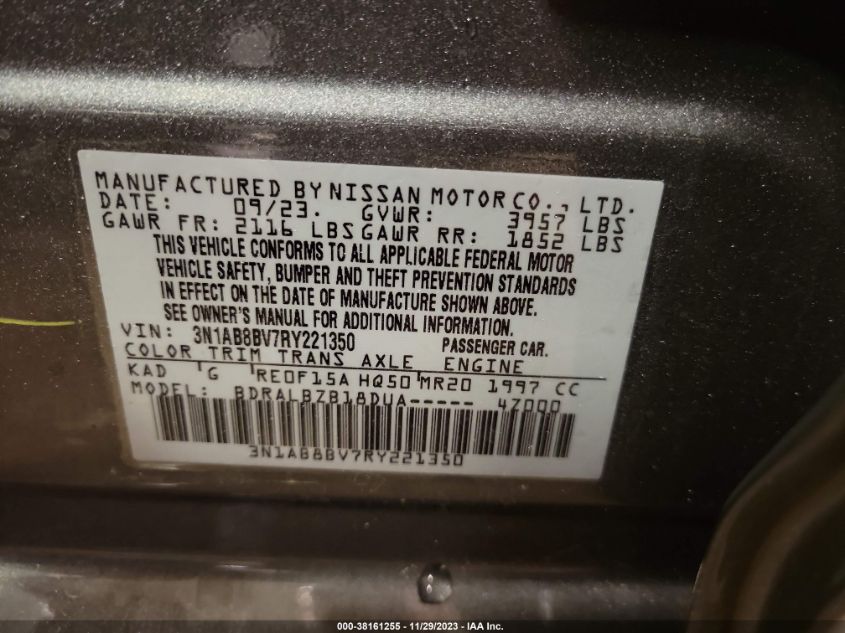 MANUFACTURED BY NISSAN MOTOR CO., LTD.
DATE: 09/23. GVWR: 3957 LBS
GAWR FR: 2116 LBS GAWR RR: 1852 LBS
THIS VEHICLE CONFORMS TO ALL APPLICABLE FEDERAL MOTOR
VEHICLE SAFETY, BUMPER AND THEFT PREVENTION STANDARDS
IN EFFECT ON THE DATE OF MANUFACTURE SHOWN ABOVE.
SEE OWNER'S MANUAL FOR ADDITIONAL INFORMATION.
VIN: 3N1AB8BV7RY221350 PASSENGER CAR.
COLOR TRIM TRANS AXLE ENGINE
KAD G RE0F15A HQ50 MR20 1997 CC
MODEL: BDRALBZB18DUA----- 47000
3N1AB8BV7RY221350
000-38161255 - 11/29/2023 - IAA Inc.